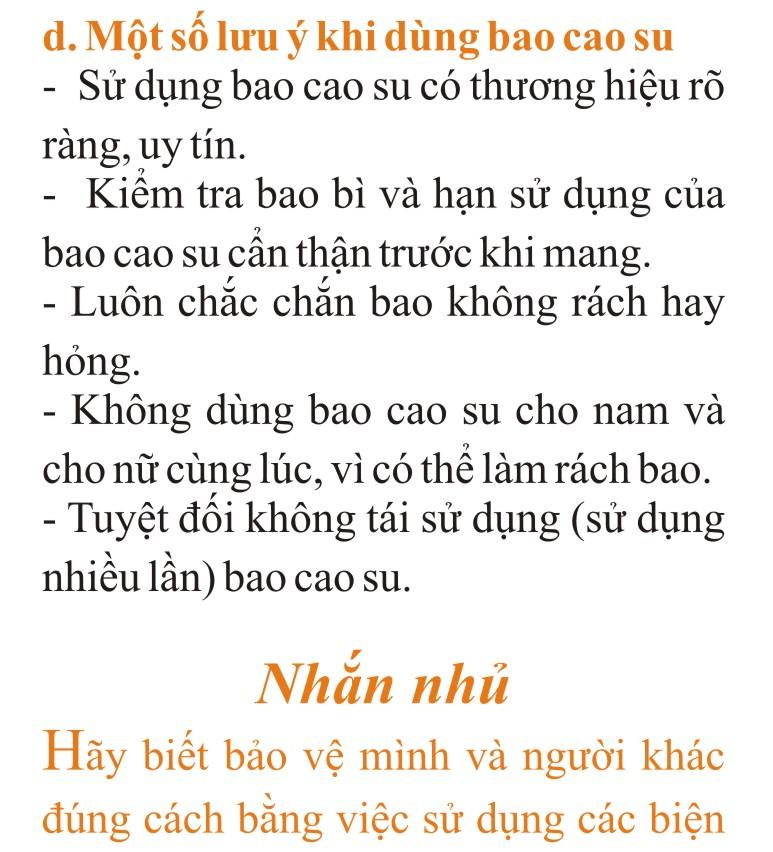 d. Một số lưu ý khi dùng bao cao su
- Sử dụng bao cao su có thương hiệu rõ
ràng, uy tín.
- Kiểm tra bao bì và hạn sử dụng của
bao cao su cẩn thận trước khi mang.
- Luôn chắc chắn bao không rách hay
hỏng.
- Không dùng bao cao su cho nam và
cho nữ cùng lúc, vì có thể làm rách bao.
- Tuyệt đối không tái sử dụng (sử dụng
nhiều lần) bao cao su.
Nhắn nhủ
Hãy biết bảo vệ mình và người khác
đúng cách bằng việc sử dụng các biện